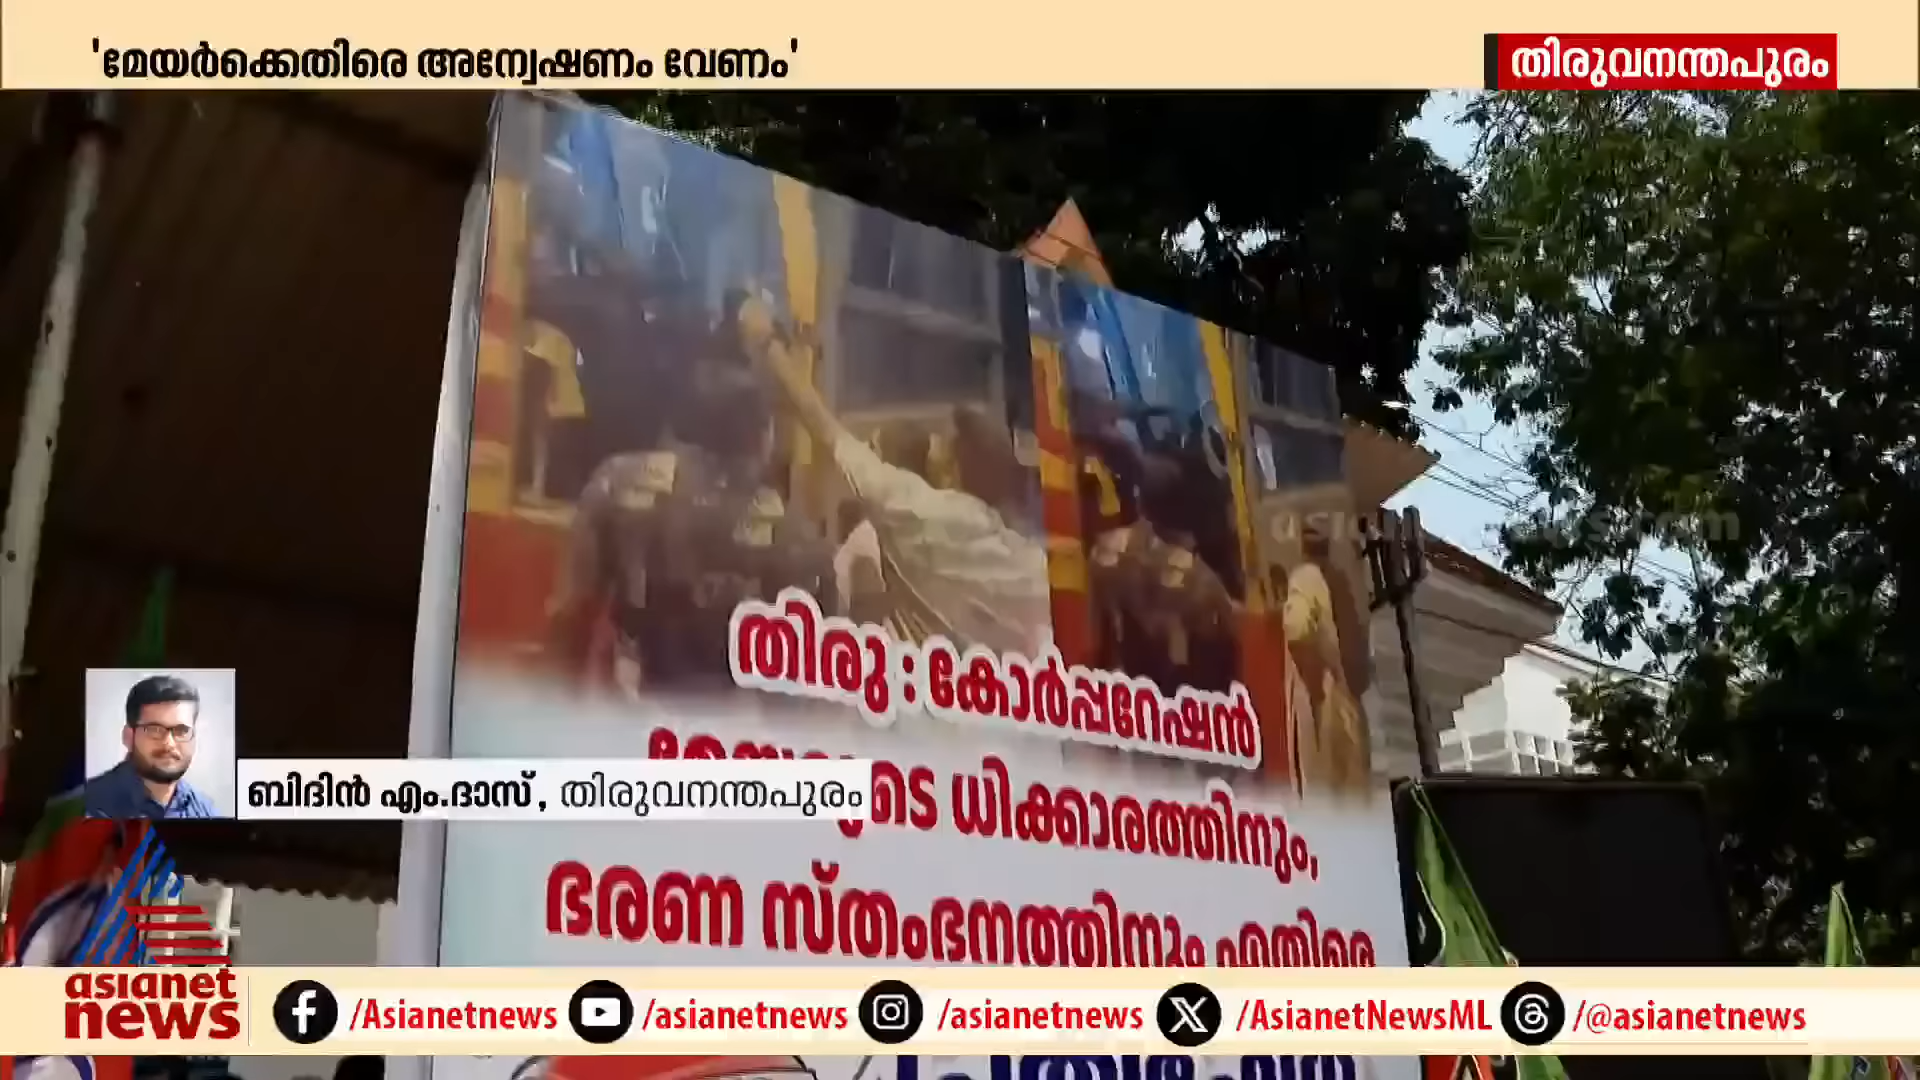 'മേയർക്കെതിരെ അന്വേഷണം വേണം'
തിരുവനന്തപുരം
തിരു : കോർപ്പറേഷൻ
ധിക്കാരത്തിനും,
ഭരണ സ്തംഭനത്തിനും എതിരെ
ബിദിൻ എം.ദാസ്, തിരുവനന്തപുരം
asianet
news
/Asianetnews /asianetnews /asianetnews /AsianetNewsML /@asianetnews